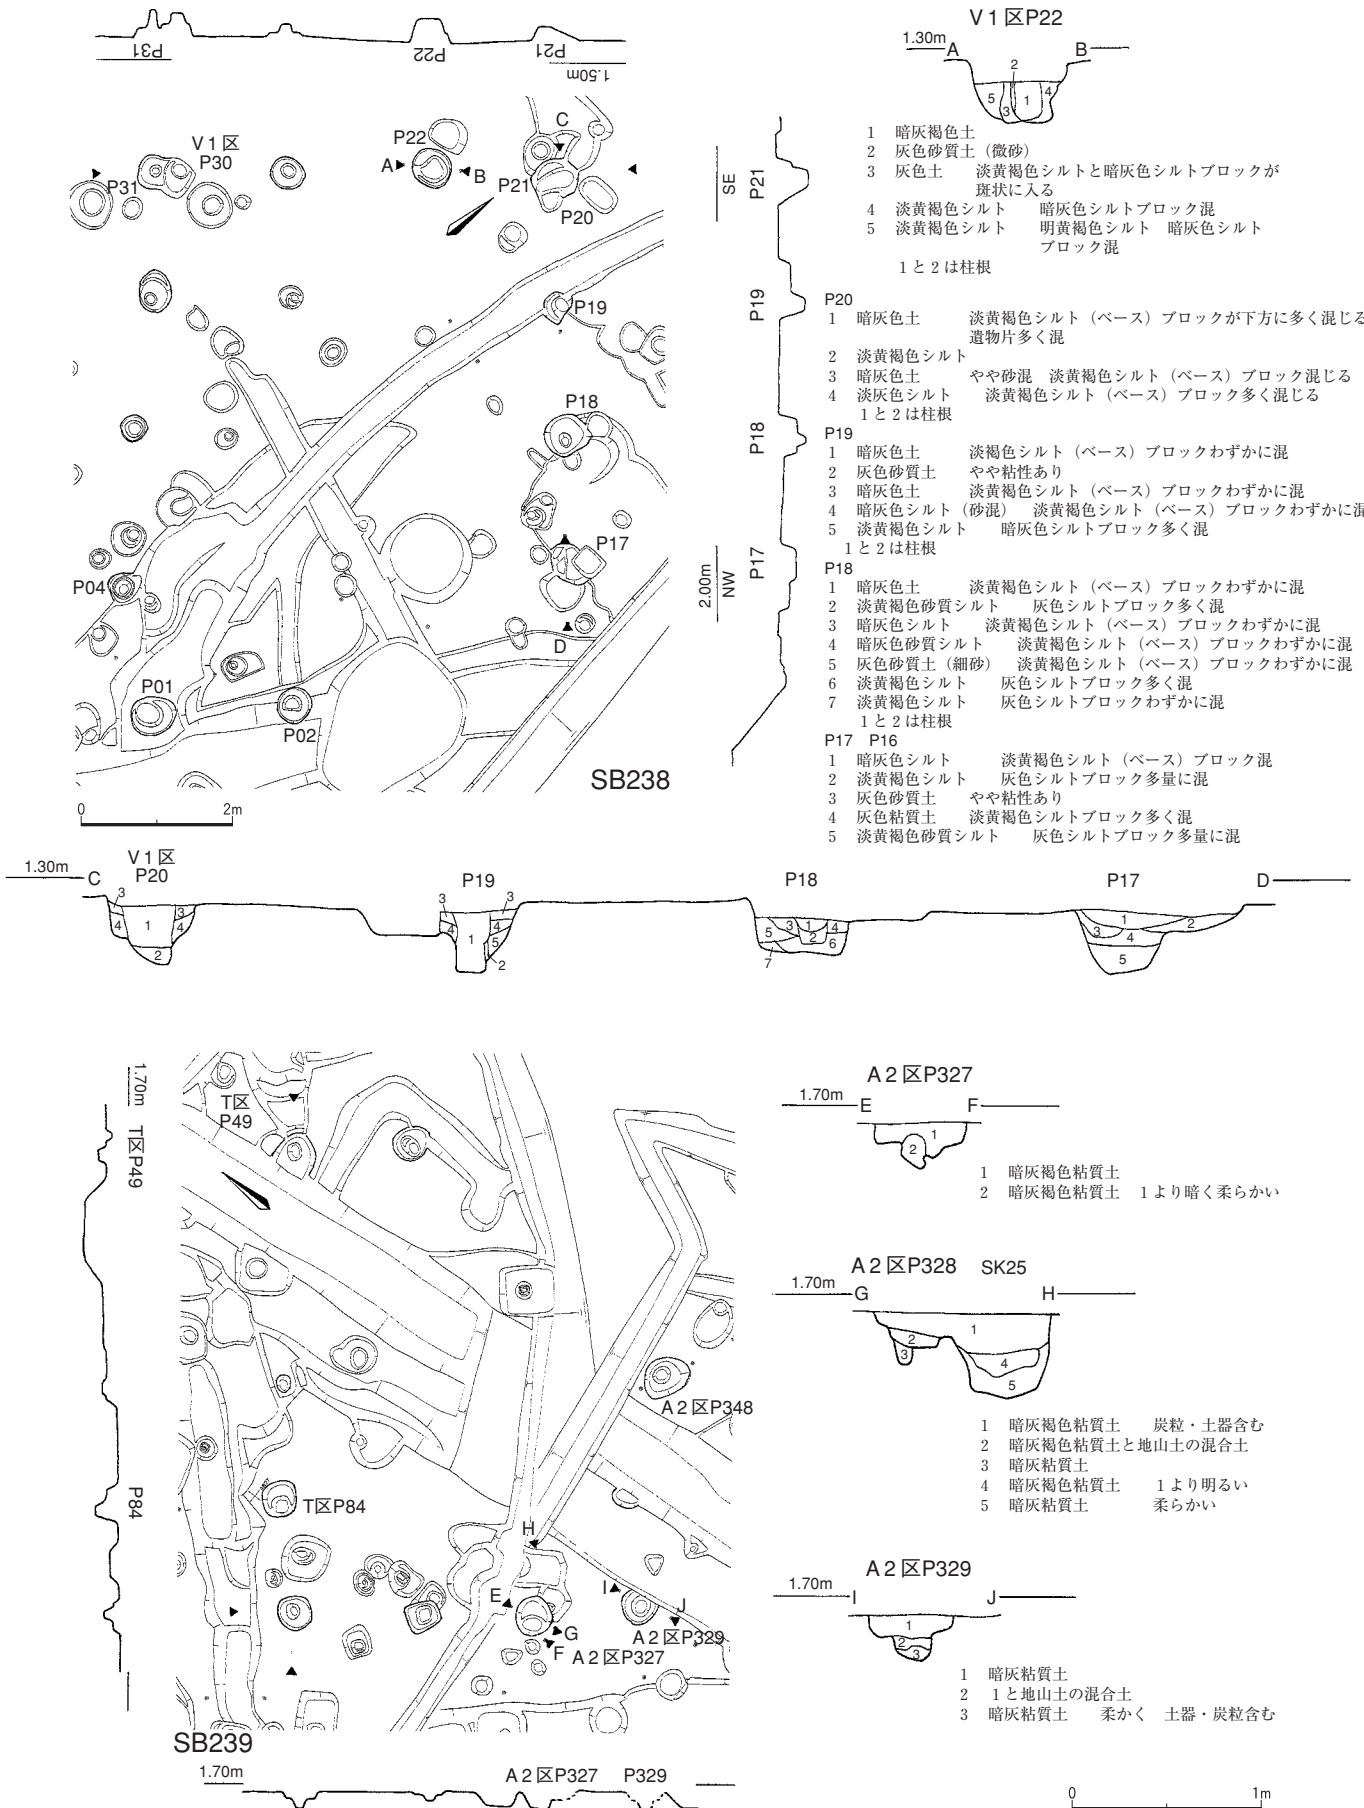 P31
P22
P21
1.50m
V1区
P30
P31
P22
A
B
C
P21
P20
P19
P18
P17
D
P04
P01
P02
SB238
0
2m
SE
P21
P19
P18
P17
2.00m
NW
V1区P22
1.30m
A
B
2
5
3
1
4
1 暗灰褐色土
2 灰色砂質土（微砂）
3 灰色土 淡黄褐色シルトと暗灰色シルトブロックが
斑状に入る
4 淡黄褐色シルト 暗灰色シルトブロック混
5 淡黄褐色シルト 明黄褐色シルト 暗灰色シルト
ブロック混
1と2は柱根
P20
1 暗灰色土 淡黄褐色シルト（ベース）ブロックが下方に多く混じる
遺物片多く混
2 淡黄褐色シルト
3 暗灰色土 やや砂混 淡黄褐色シルト（ベース）ブロック混じる
4 淡灰色シルト 淡黄褐色シルト（ベース）ブロック多く混じる
1と2は柱根
P19
1 暗灰色土 淡褐色シルト（ベース）ブロックわずかに混
2 灰色砂質土 やや粘性あり
3 暗灰色土 淡黄褐色シルト（ベース）ブロックわずかに混
4 暗灰色シルト（砂混） 淡黄褐色シルト（ベース）ブロックわずかに混
5 淡黄褐色シルト 暗灰色シルトブロック多く混
1と2は柱根
P18
1 暗灰色土 淡黄褐色シルト（ベース）ブロックわずかに混
2 淡黄褐色砂質シルト 灰色シルトブロック多く混
3 暗灰色シルト 淡黄褐色シルト（ベース）ブロックわずかに混
4 暗灰色砂質シルト 淡黄褐色シルト（ベース）ブロックわずかに混
5 灰色砂質土（細砂） 淡黄褐色シルト（ベース）ブロックわずかに混
6 淡黄褐色シルト 灰色シルトブロック多く混
7 淡黄褐色シルト 灰色シルトブロックわずかに混
1と2は柱根
P17 P16
1 暗灰色シルト 淡黄褐色シルト（ベース）ブロック混
2 淡黄褐色シルト 灰色シルトブロック多量に混
3 灰色砂質土 やや粘性あり
4 灰色粘質土 淡黄褐色シルトブロック多く混
5 淡黄褐色砂質シルト 灰色シルトブロック多量に混
1.30m
C
V1区
P20
P19
P18
P17
D
3
4
1
3
4
2
3
4
1
3
4
5
2
5
3
1
4
2
6
7
1
2
3
4
5
1.70m
T区P49
P84
T区
P49
A2区P348
T区P84
H
E
I
J
G
F
A2区P329
A2区P327
SB239
1.70m
A2区P327 P329
A2区P327
1.70m
E
F
1
2
1 暗灰褐色粘質土
2 暗灰褐色粘質土 1より暗く柔らかい
A2区P328 SK25
1.70m
G
H
1
2
3
4
5
1 暗灰褐色粘質土 炭粒・土器含む
2 暗灰褐色粘質土と地山土の混合土
3 暗灰粘質土
4 暗灰褐色粘質土 1より明るい
5 暗灰粘質土 柔らかい
A2区P329
1.70m
I
J
1
2
3
1 暗灰粘質土
2 1と地山土の混合土
3 暗灰粘質土 柔かく 土器・炭粒含む
0
1m